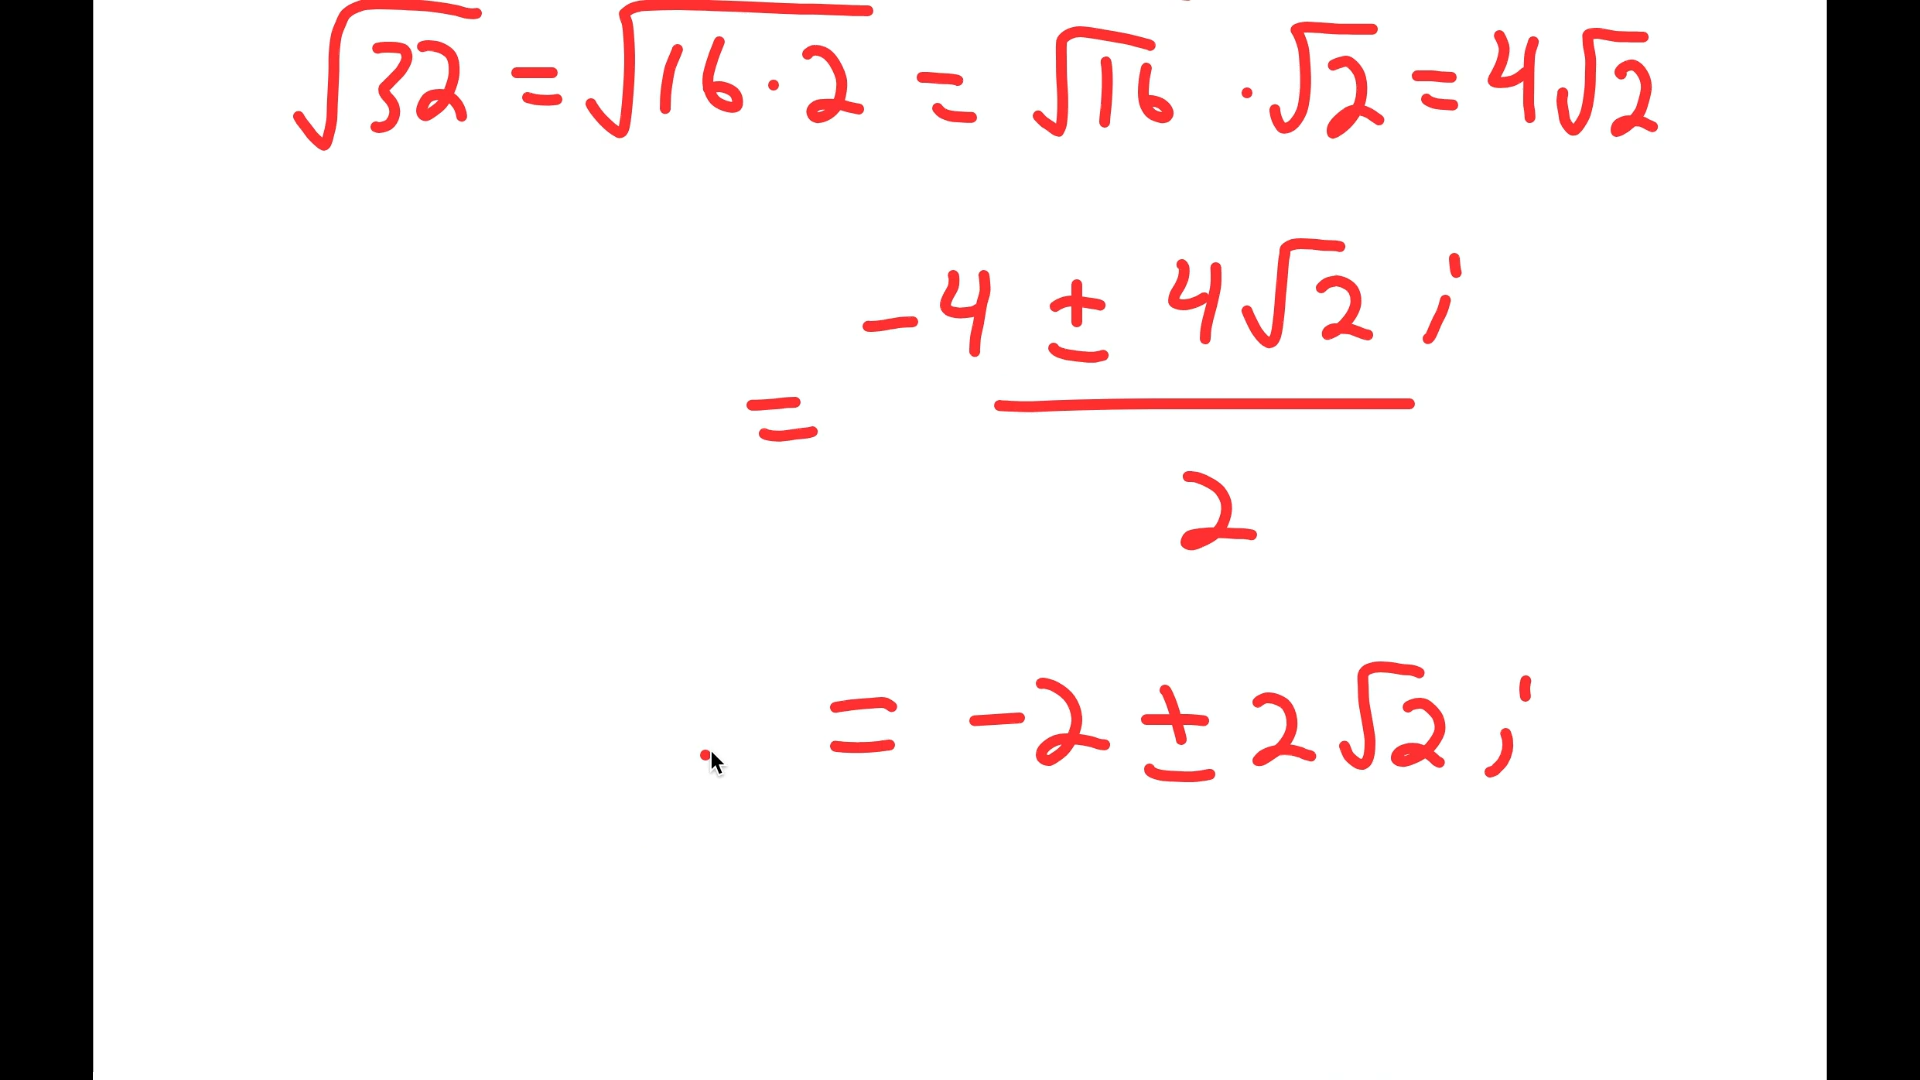 √32 = √16·2 = √16 · √2 = 4√2
-4 ± 4√2 i
=
2
= -2 ± 2√2 i